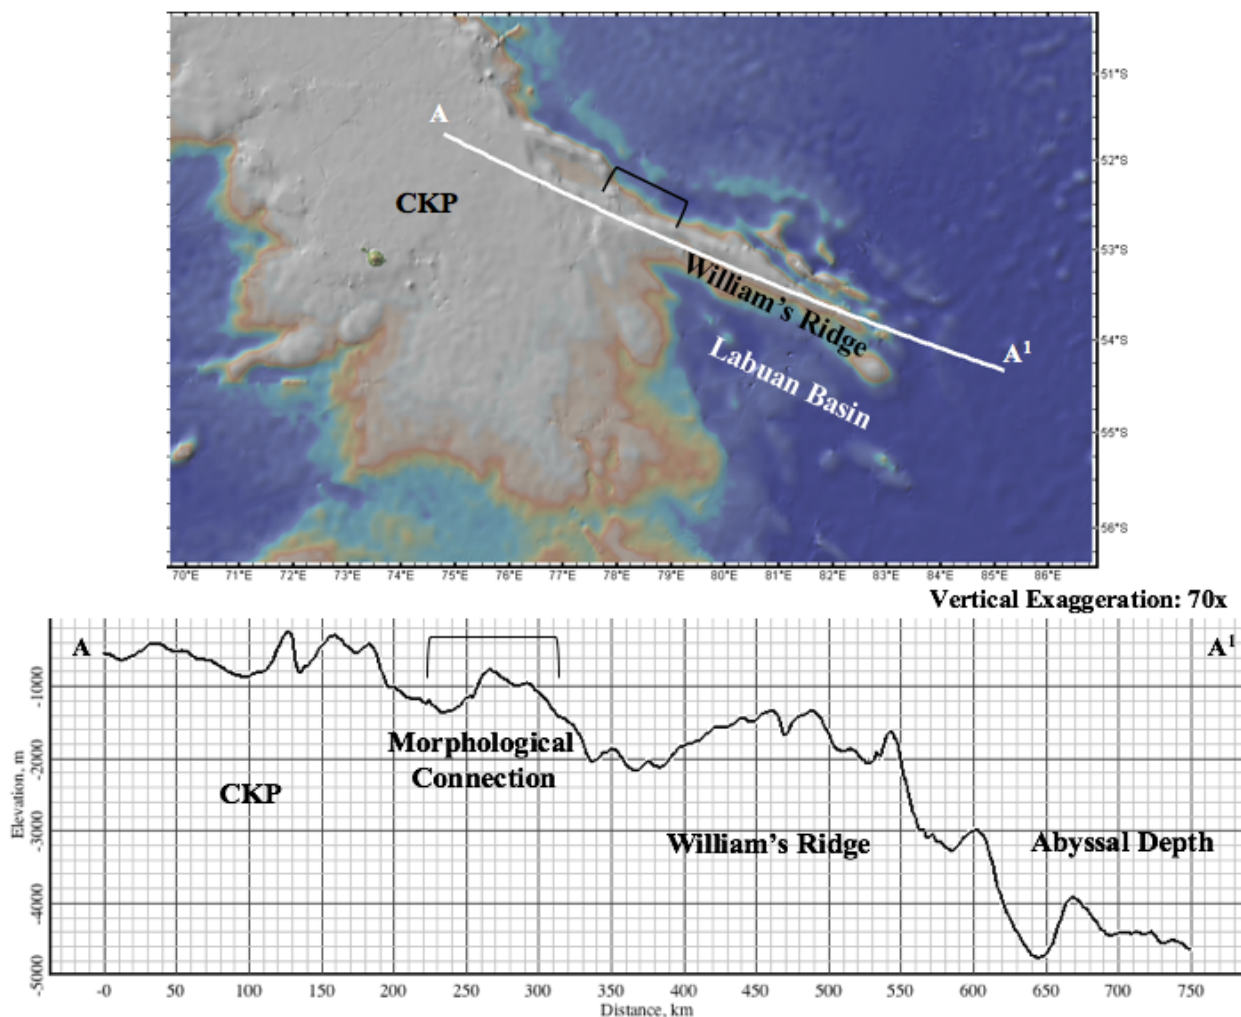 51°S
A
52°S
CKP
53°S
William's Ridge
54°S
A¹
Labuan Basin
55°S
56°S
70°E 71°E 72°E 73°E 74°E 75°E 76°E 77°E 78°E 79°E 80°E 81°E 82°E 83°E 84°E 85°E 86°E
Vertical Exaggeration: 70x
A
A¹
-1000
Morphological
Connection
-2000
CKP
Elevation, m
-3000
William's Ridge
Abyssal Depth
-4000
-5000
-0 50 100 150 200 250 300 350 400 450 500 550 600 650 700 750
Distance, km